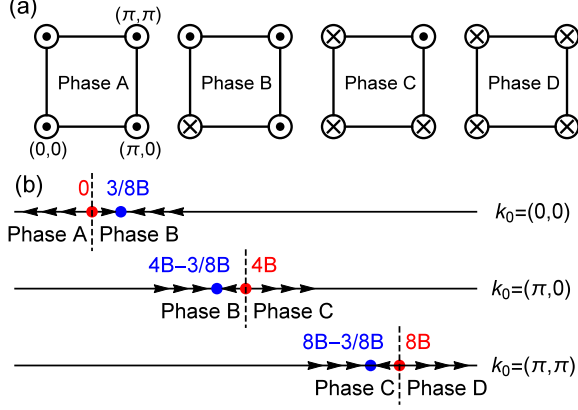 (a)
(π,π)
Phase A
Phase B
Phase C
Phase D
(0,0)
(π,0)
(b)
0
3/8B
Phase A
Phase B
k₀=(0,0)
4B−3/8B
4B
Phase B
Phase C
k₀=(π,0)
8B−3/8B
8B
Phase C
Phase D
k₀=(π,π)